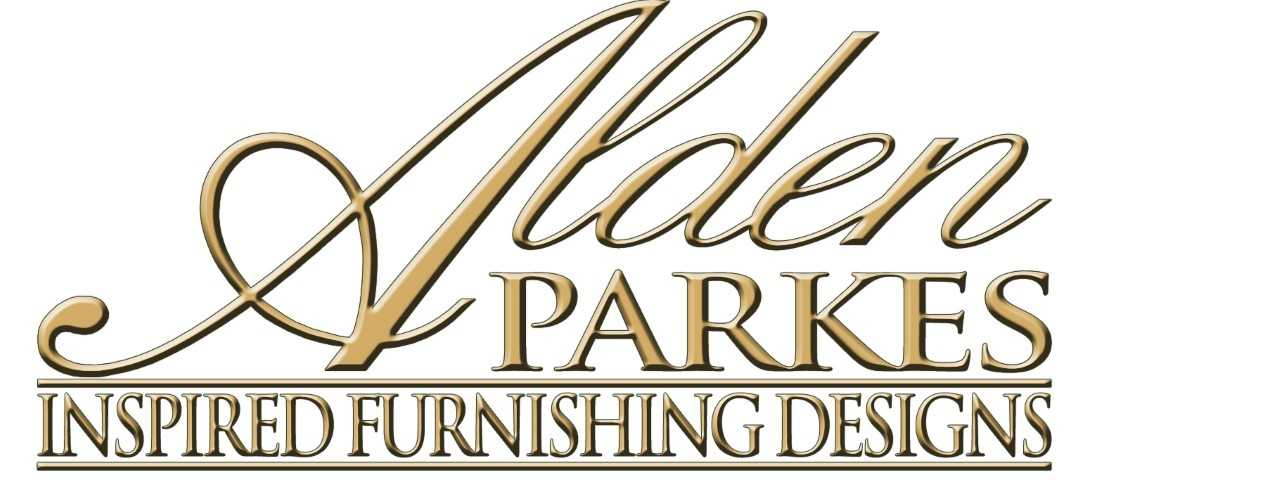 Alden
PARKES
INSPIRED FURNISHING DESIGNS